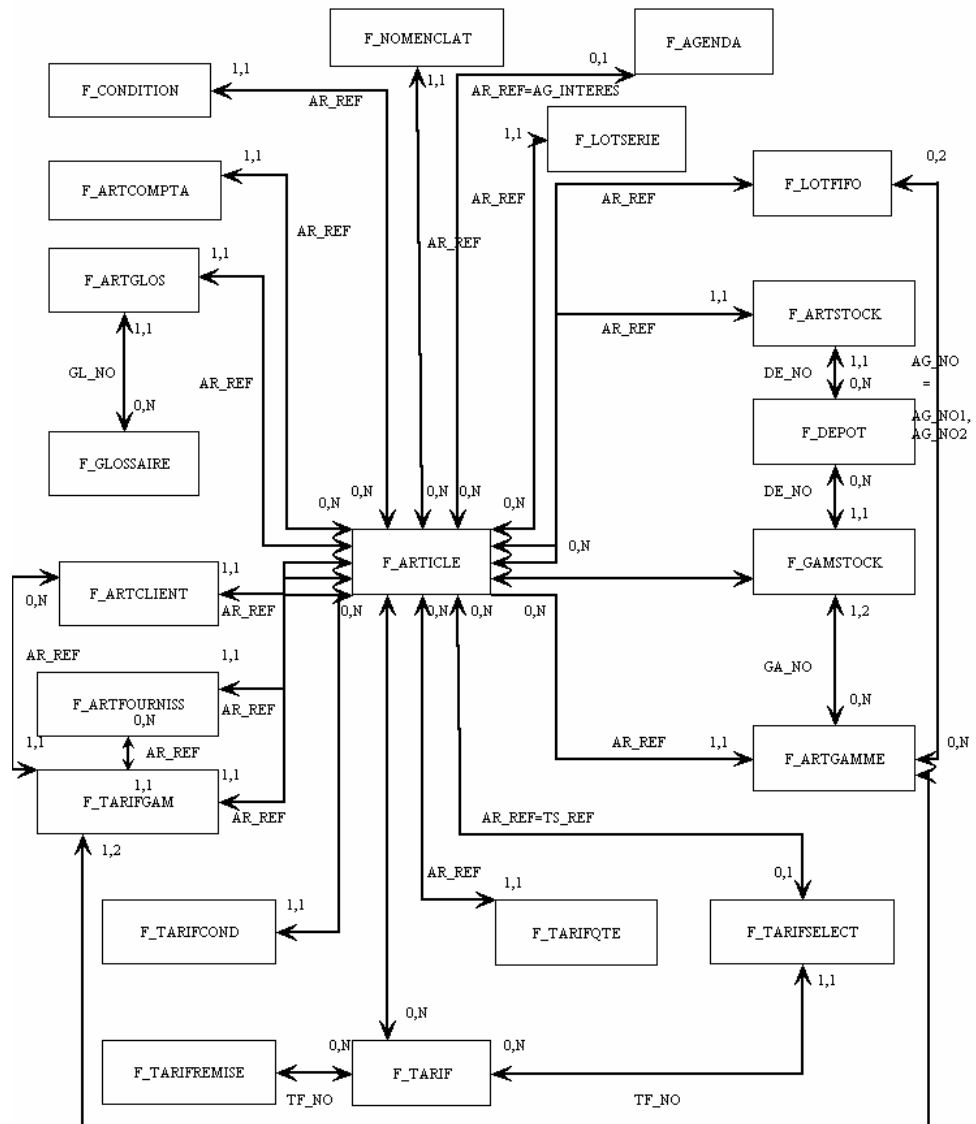 F_NOMENCLAT
F_AGENDA
1,1
0,1
1,1
F_CONDITION
AR_REF
AR_REF=AG_INTERES
1,1
F_LOTSERIE
1,1
0,2
F_ARTCOMPTA
AR_REF
AR_REF
F_LOTFIFO
AR_REF
AR_REF
1,1
F_ARTGLOS
1,1
F_ARTSTOCK
1,1
AR_REF
GL_NO
AR_REF
DE_NO
1,1
AG_NO
=
AG_NO1,
AG_NO2
0,N
0,N
F_DEPOT
F_GLOSSAIRE
DE_NO
0,N
0,N
0,N
0,N
0,N
0,N
1,1
F_ARTICLE
0,N
F_GAMSTOCK
1,1
F_ARTCLIENT
0,N
AR_REF
0,N
0,N
0,N
0,N
1,2
AR_REF
1,1
GA_NO
F_ARTFOURNISS
AR_REF
0,N
0,N
AR_REF
AR_REF
1,1
0,N
1,1
1,1
1,1
F_ARTGAMME
F_TARIFGAM
AR_REF
AR_REF=TS_REF
1,2
AR_REF
1,1
0,1
1,1
F_TARIFCOND
F_TARIFQTE
F_TARIFSELECT
1,1
0,N
0,N
0,N
F_TARIFREMISE
F_TARIF
TF_NO
TF_NO